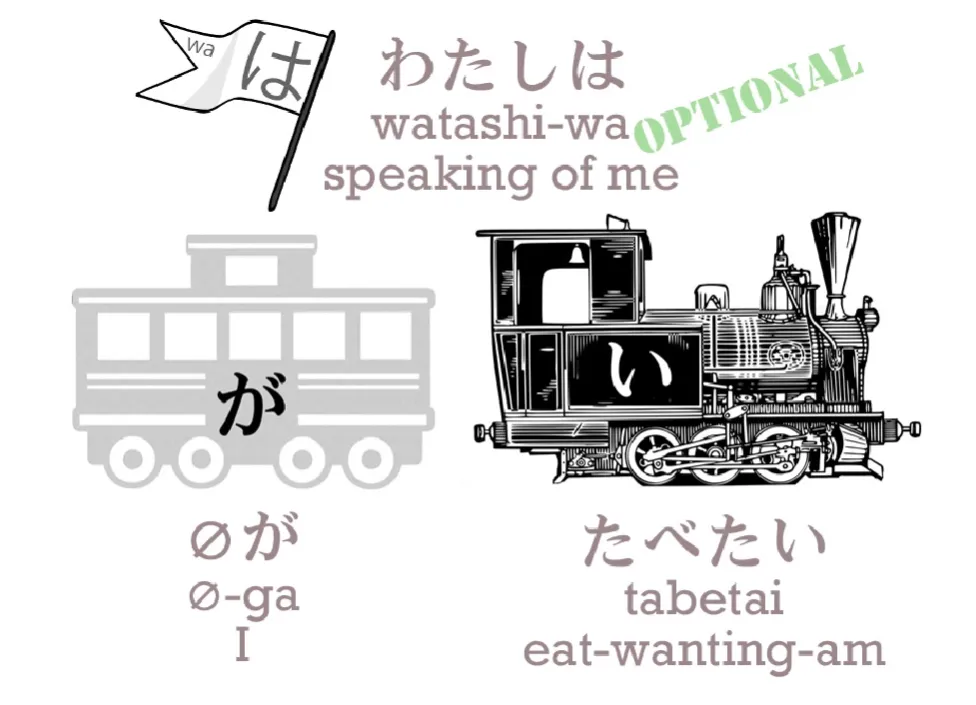 wa は
わたしは
watashi-wa
OPTIONAL
speaking of me
が
い
∅が
∅-ga
I
たべたい
tabetai
eat-wanting-am